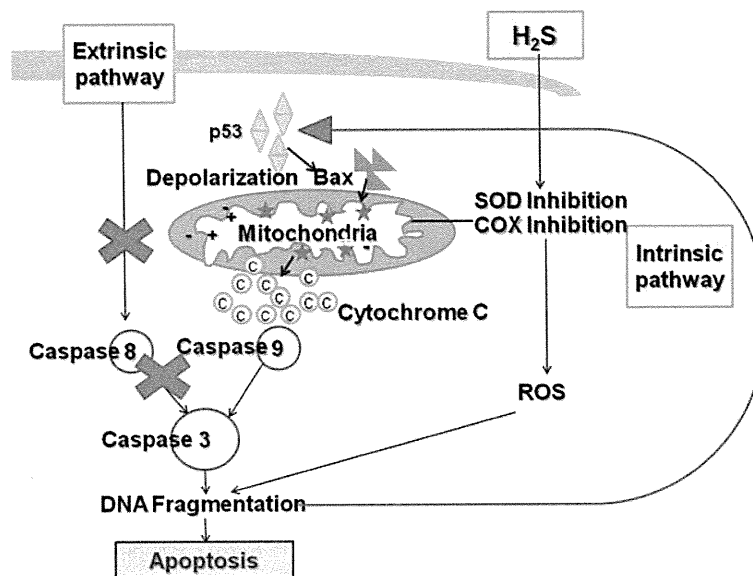 Extrinsic
pathway
H₂S
p53
Depolarization Bax
SOD Inhibition
COX Inhibition
Mitochondria
Intrinsic
pathway
- + - + -
C C C C C C C C C C C
Cytochrome C
Caspase 8
Caspase 9
ROS
Caspase 3
DNA Fragmentation
Apoptosis